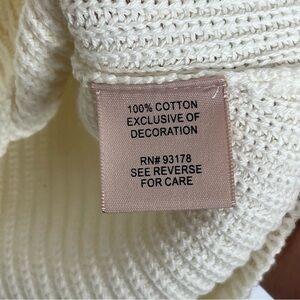 100% COTTON
EXCLUSIVE OF
DECORATION
RN# 93178
SEE REVERSE
FOR CARE